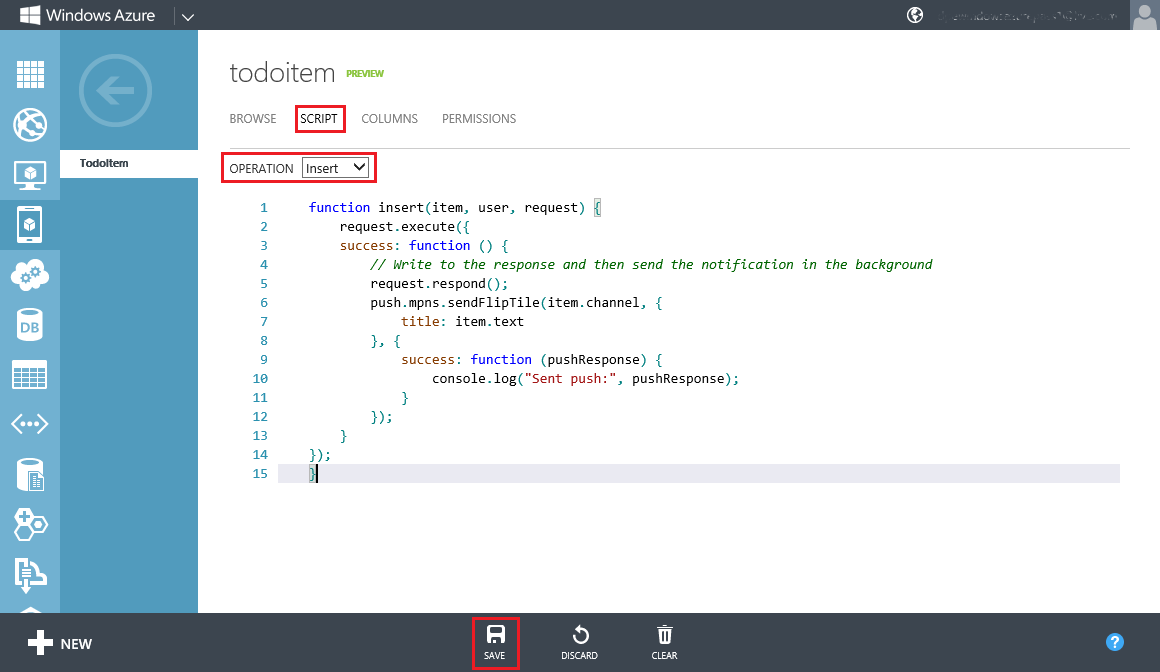 Windows Azure
todoitem PREVIEW
BROWSE SCRIPT COLUMNS PERMISSIONS
TodoItem
OPERATION Insert
1 function insert(item, user, request) {
2 request.execute({
3 success: function () {
4 // Write to the response and then send the notification in the background
5 request.respond();
6 push.mpns.sendFlipTile(item.channel, {
7 title: item.text
8 }, {
9 success: function (pushResponse) {
10 console.log("Sent push:", pushResponse);
11 }
12 });
13 }
14 });
15 }
DB
NEW
SAVE DISCARD CLEAR
?